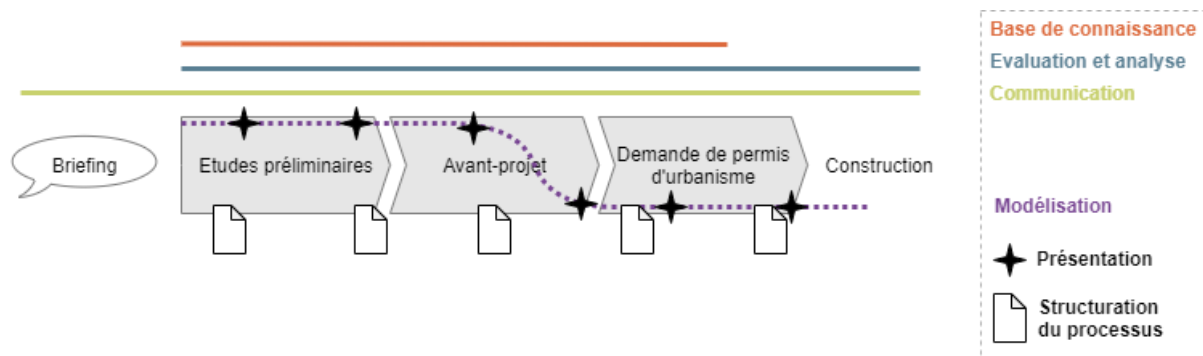 Base de connaissance
Evaluation et analyse
Communication
Briefing
Etudes préliminaires
Avant-projet
Demande de permis
d'urbanisme
Construction
Modélisation
Présentation
Structuration
du processus